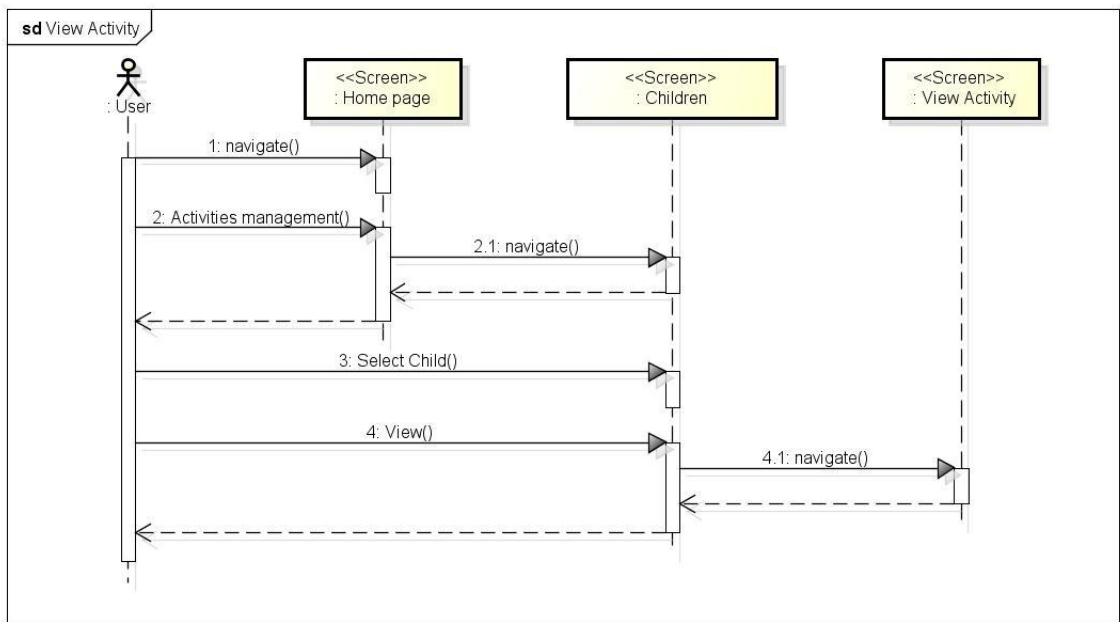 sd View Activity
: User
<<Screen>>
: Home page
<<Screen>>
: Children
<<Screen>>
: View Activity
1: navigate()
2: Activities management()
2.1: navigate()
3: Select Child()
4: View()
4.1: navigate()